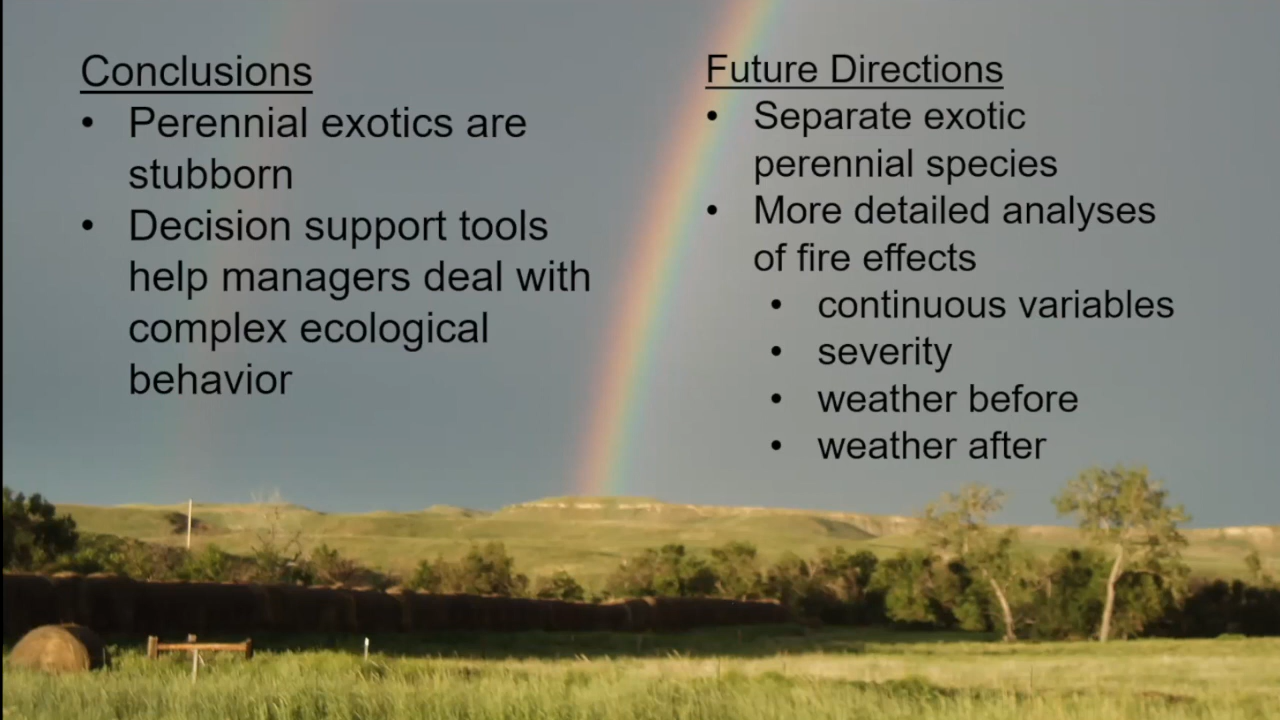 Conclusions
• Perennial exotics are
stubborn
• Decision support tools
help managers deal with
complex ecological
behavior
Future Directions
• Separate exotic
perennial species
• More detailed analyses
of fire effects
• continuous variables
• severity
• weather before
• weather after